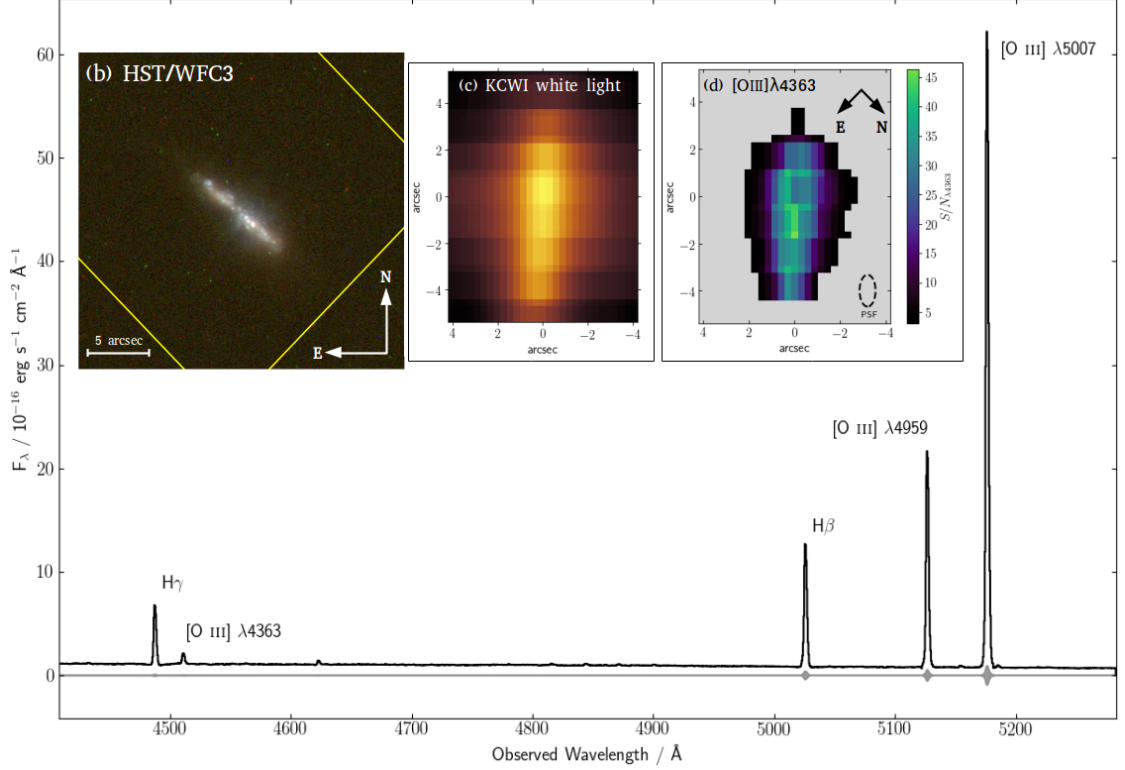 [O III] λ5007
(b) HST/WFC3
N
E
5 arcsec
(c) KCWI white light
4
2
0
−2
−4
arcsec
4
2
0
−2
−4
arcsec
(d) [OIII]λ4363
E
N
4
2
0
−2
−4
arcsec
4
2
0
−2
−4
arcsec
PSF
45
40
35
30
25
20
15
10
5
S/Nλ4363
[O III] λ4959
Hβ
Hγ
[O III] λ4363
60
50
40
30
20
10
0
Fλ / 10−16 erg s−1 cm−2 Å−1
4500
4600
4700
4800
4900
5000
5100
5200
Observed Wavelength / Å